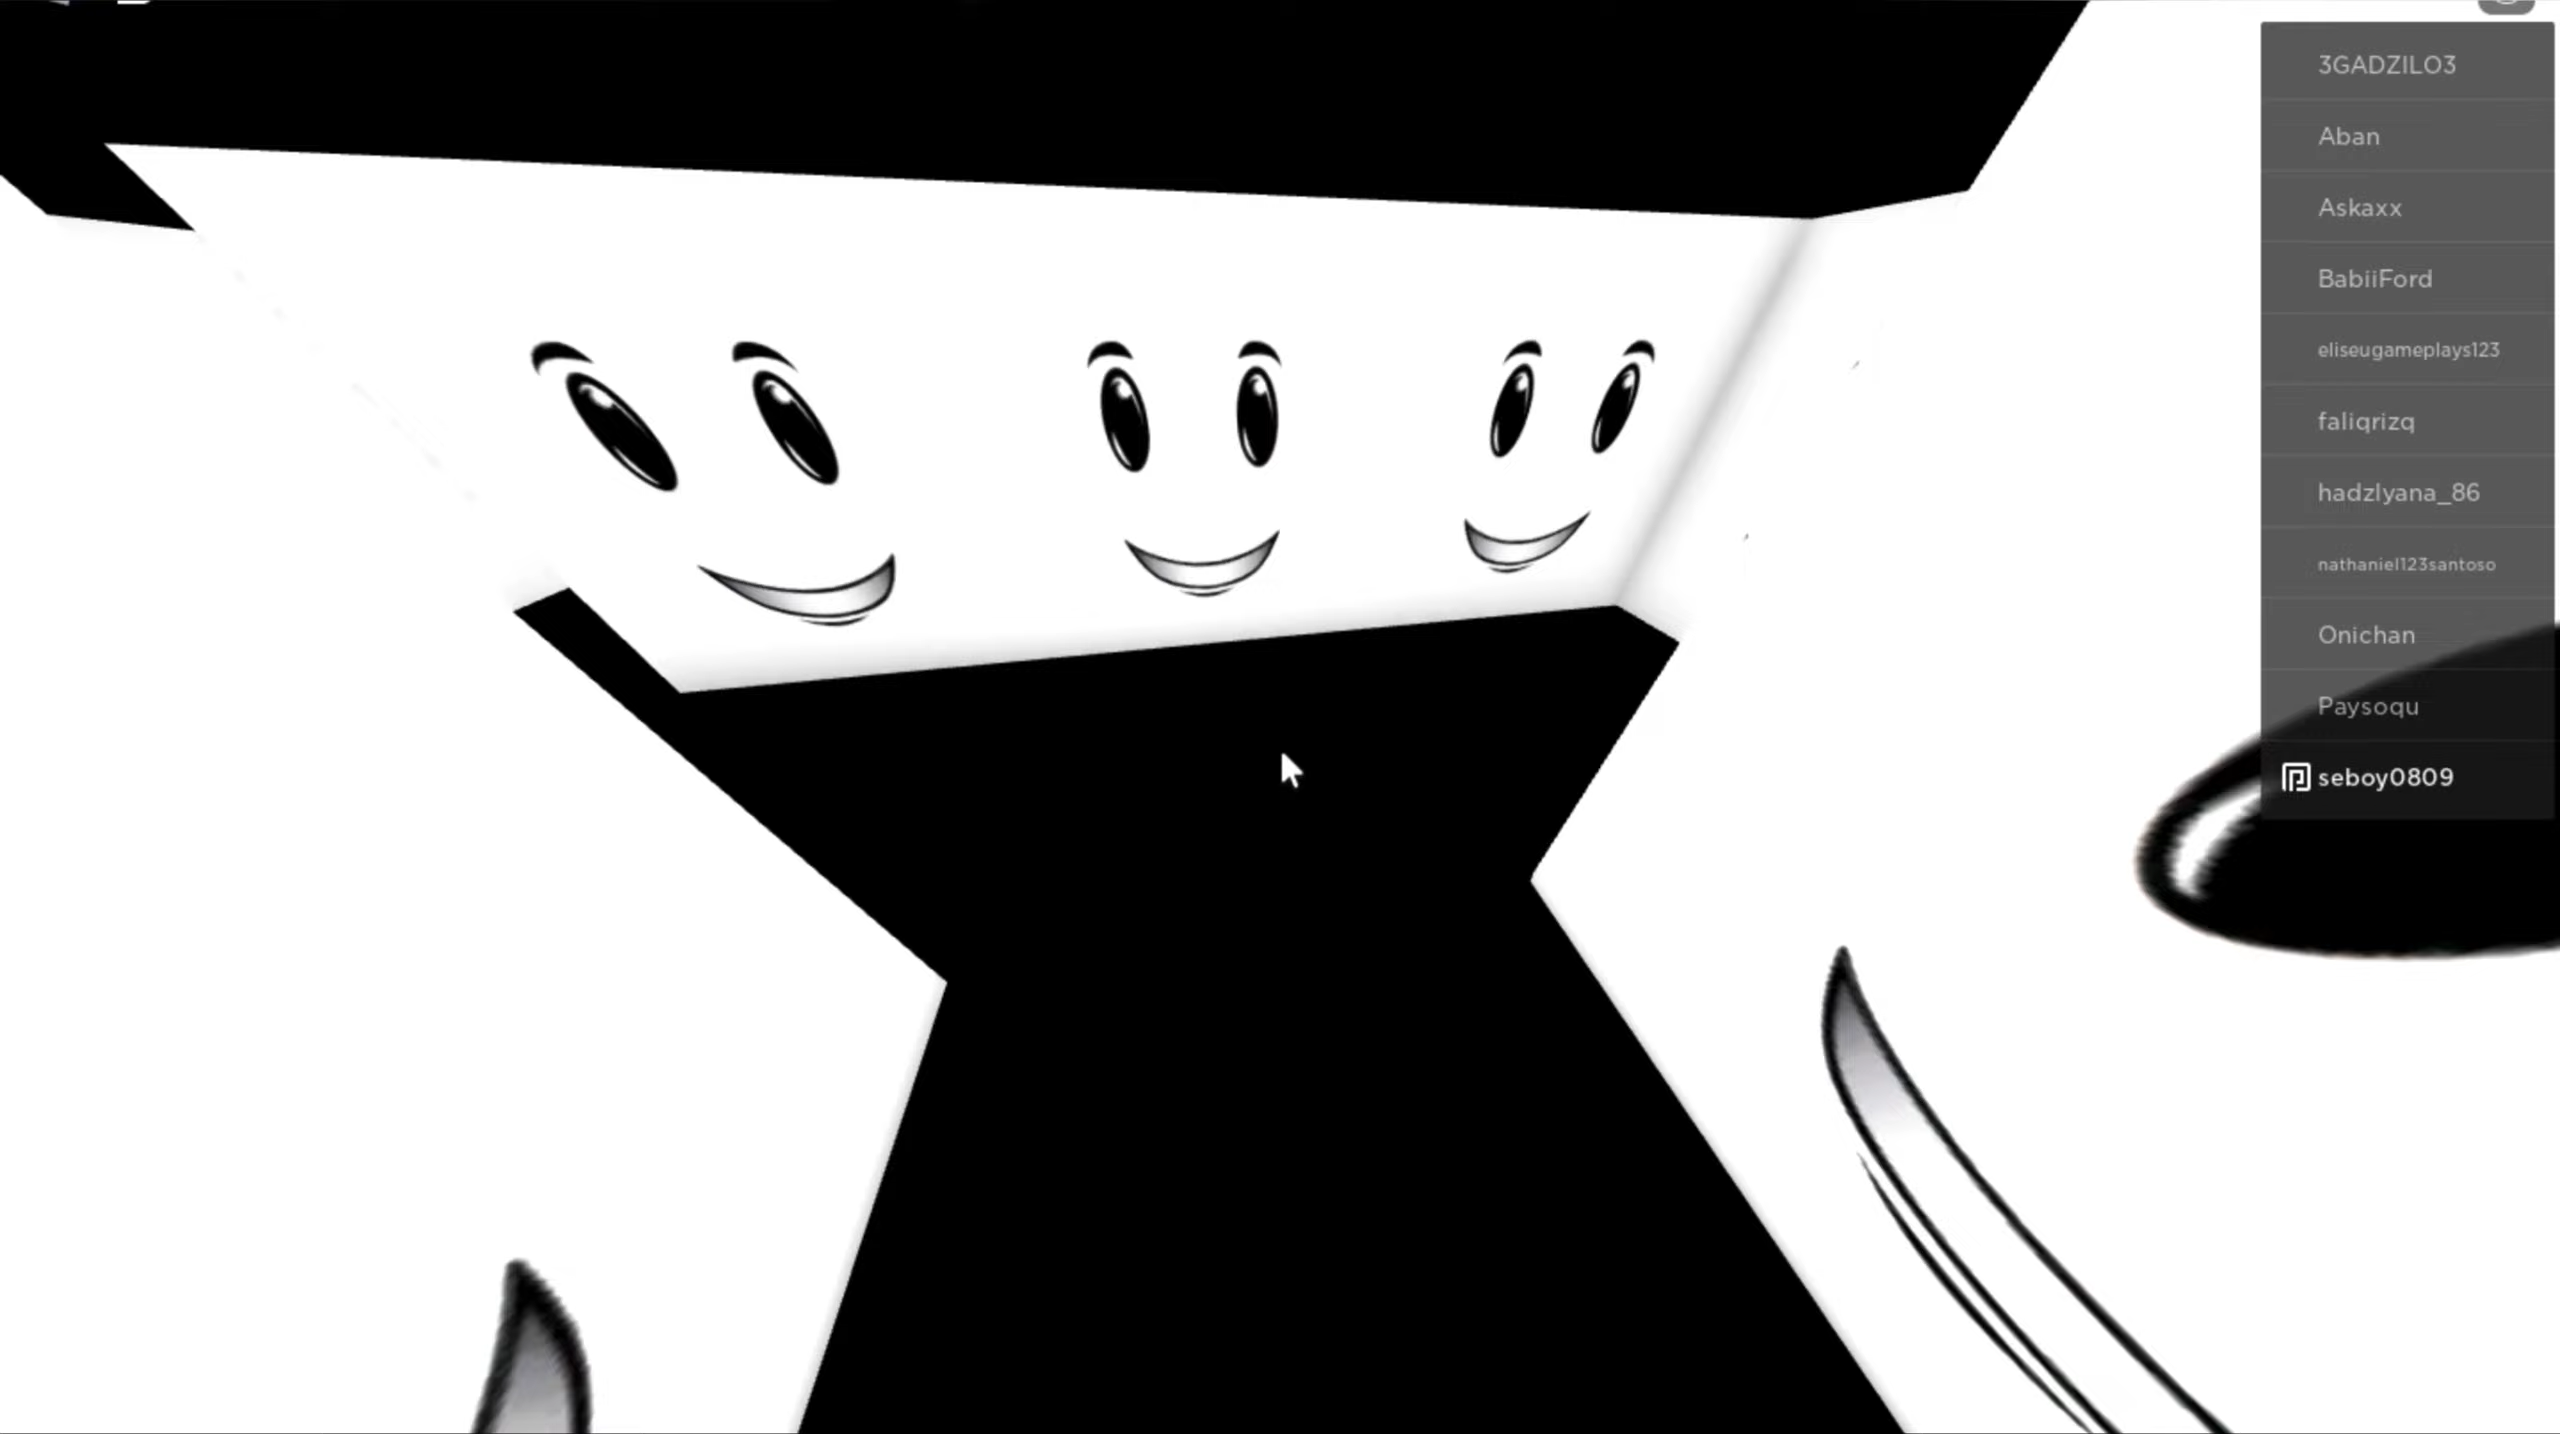 3GADZILO3
Aban
Askaxx
BabiiFord
eliseugameplays123
faliqrizq
hadzlyana_86
nathaniel123santoso
Onichan
Paysoqu
seboy0809